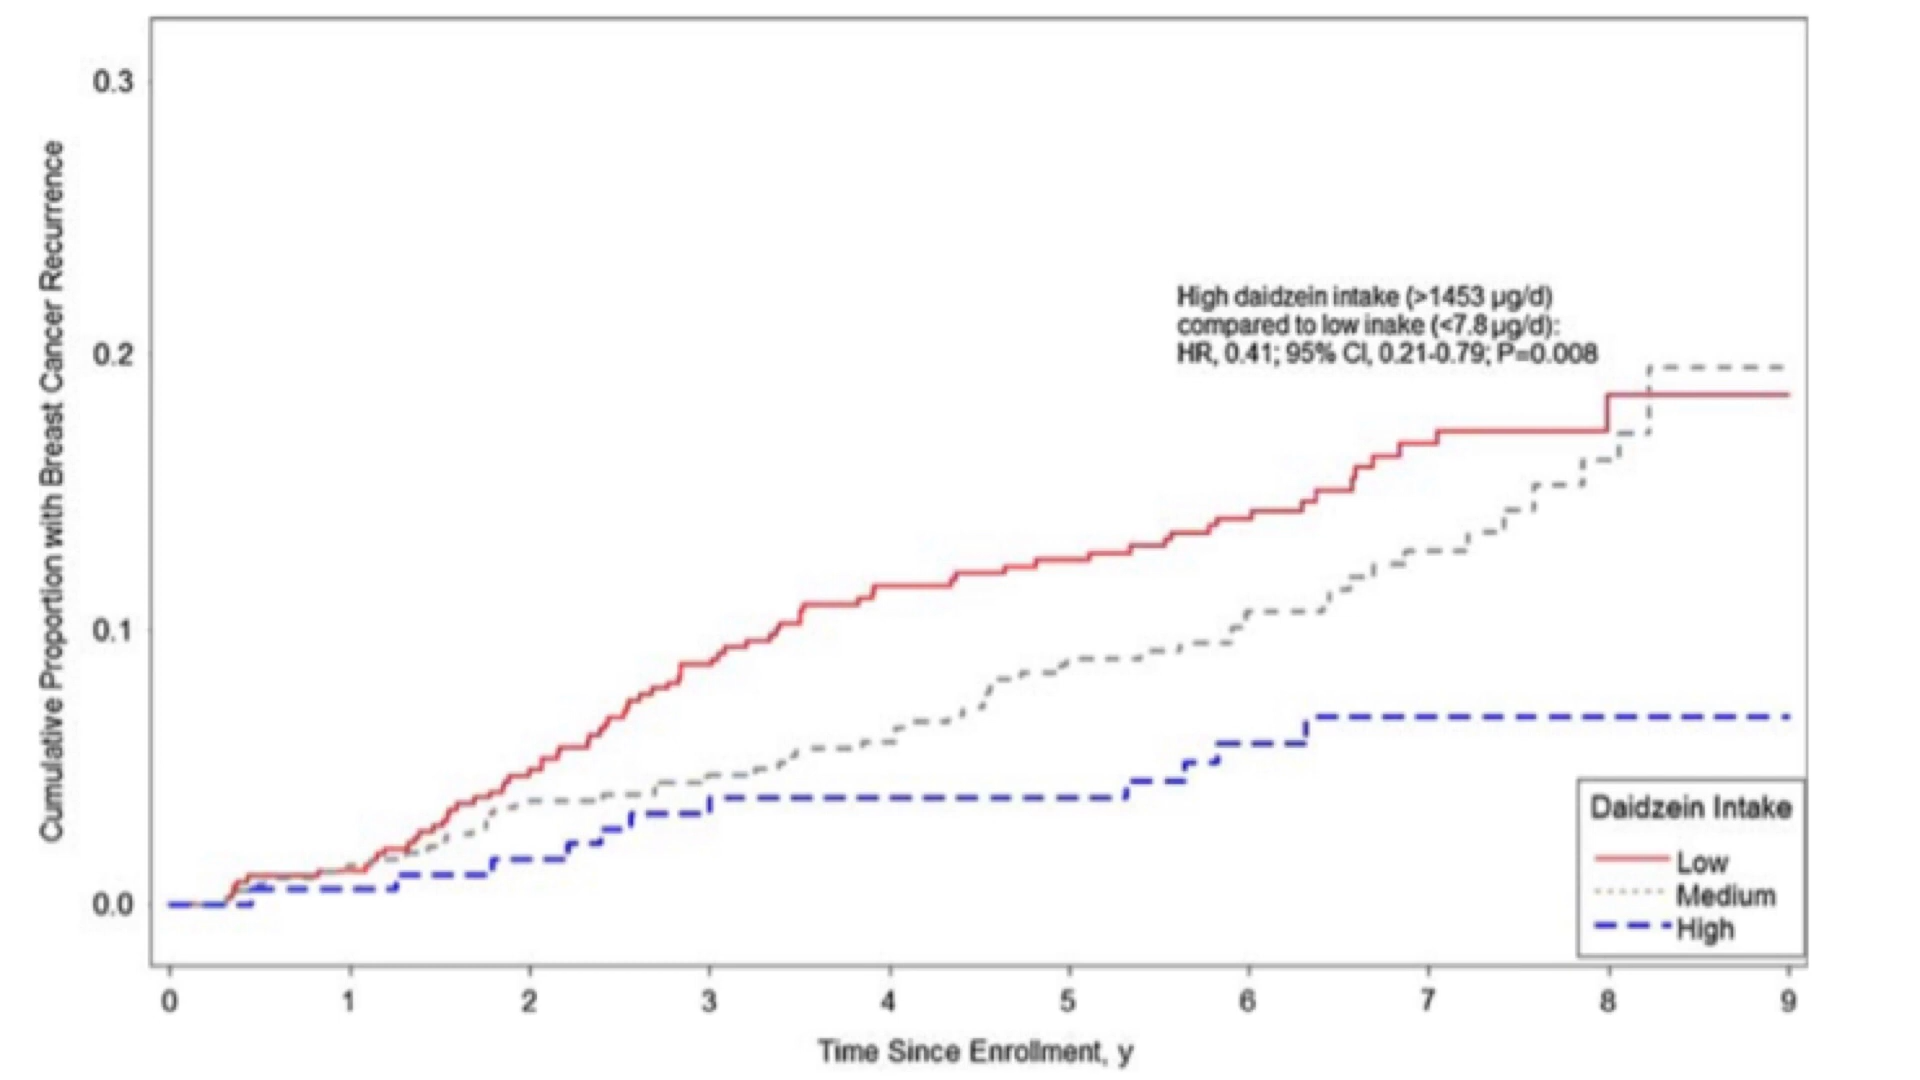 Cumulative Proportion with Breast Cancer Recurrence
0.3
0.2
0.1
0.0
High daidzein intake (>1453 µg/d)
compared to low inake (<7.8 µg/d):
HR, 0.41; 95% CI, 0.21-0.79; P=0.008
Daidzein Intake
Low
Medium
High
0 1 2 3 4 5 6 7 8 9
Time Since Enrollment, y